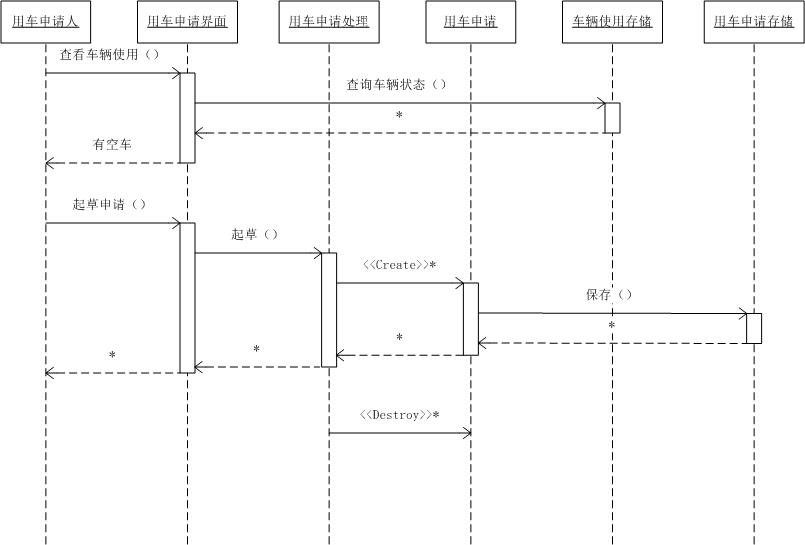 用车申请人
用车申请界面
用车申请处理
用车申请
车辆使用存储
用车申请存储
查看车辆使用()
查询车辆状态()
*
有空车
起草申请()
起草()
<<Create>>*
保存()
*
*
*
*
<<Destroy>>*